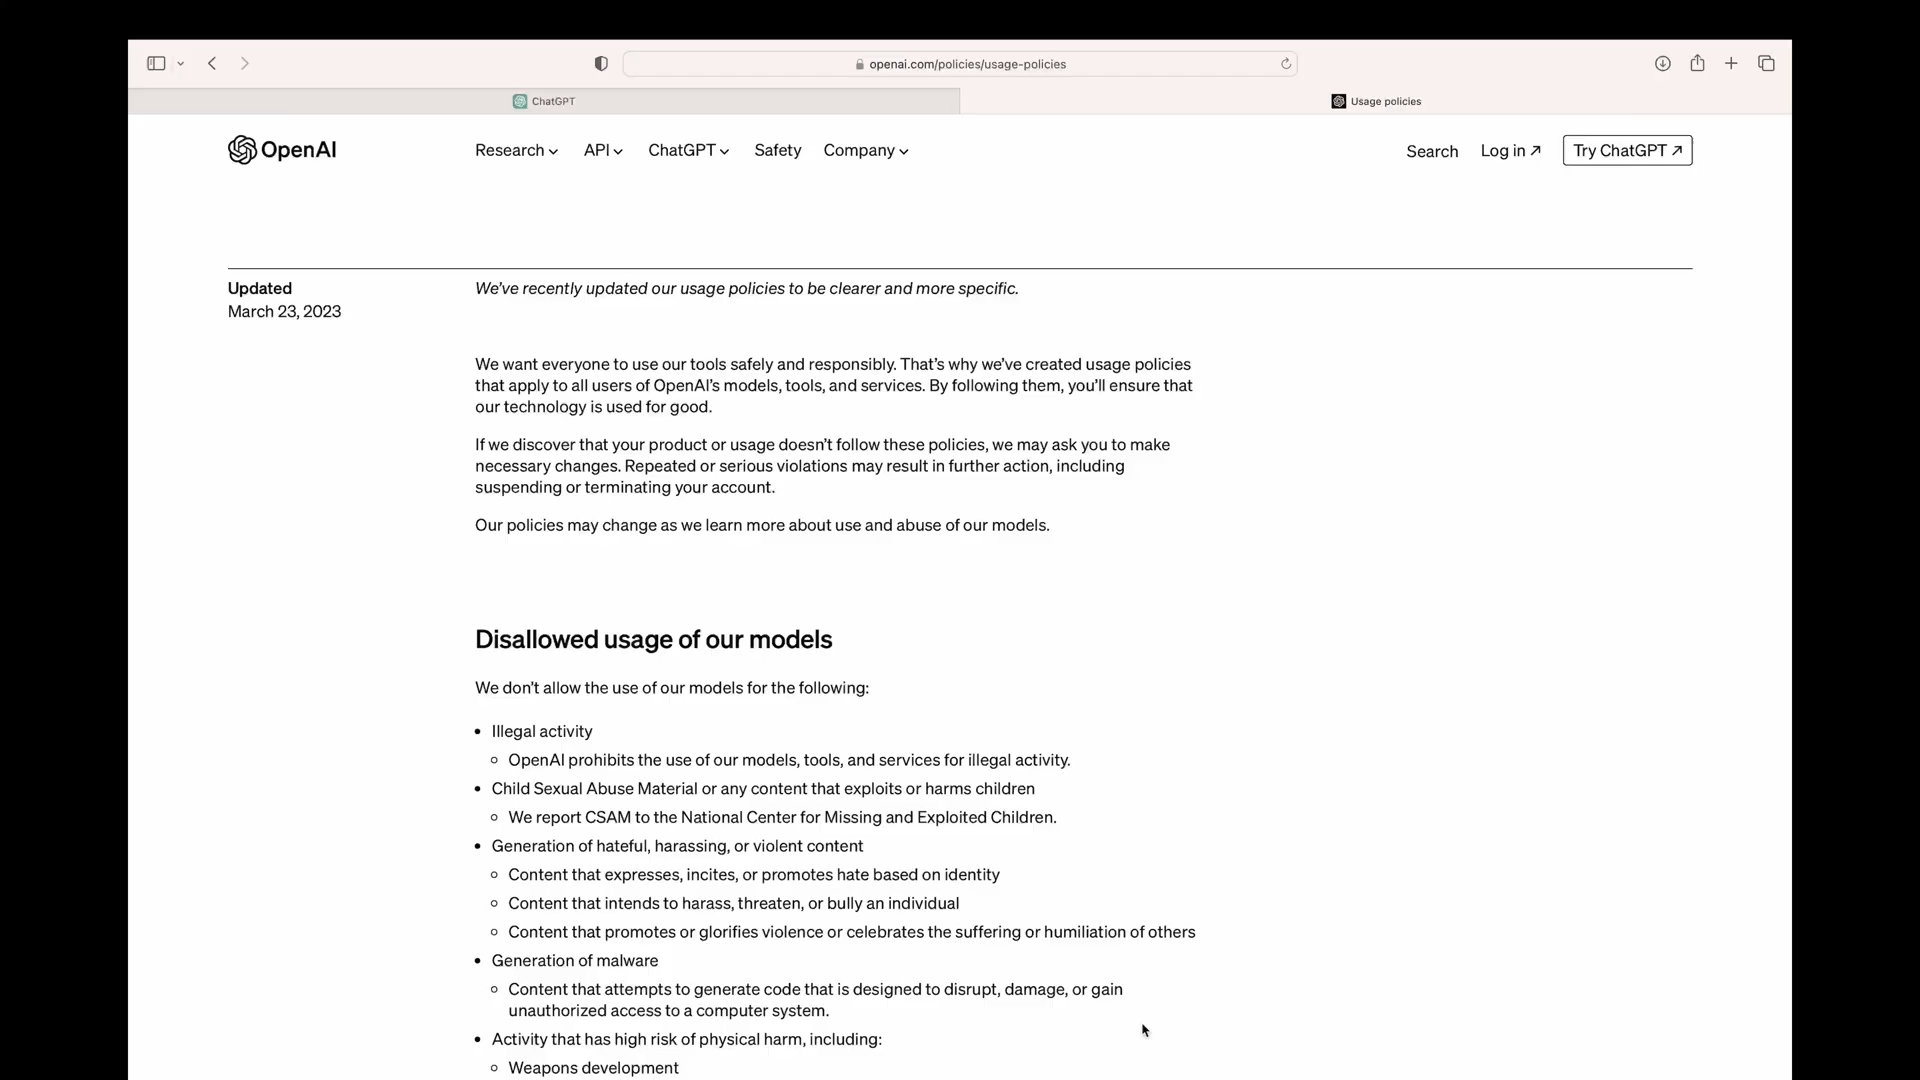 openai.com/policies/usage-policies
ChatGPT
Usage policies
OpenAI
Research
API
ChatGPT
Safety
Company
Search
Log in ↗
Try ChatGPT ↗
Updated
March 23, 2023
We've recently updated our usage policies to be clearer and more specific.
We want everyone to use our tools safely and responsibly. That's why we've created usage policies
that apply to all users of OpenAI's models, tools, and services. By following them, you'll ensure that
our technology is used for good.
If we discover that your product or usage doesn't follow these policies, we may ask you to make
necessary changes. Repeated or serious violations may result in further action, including
suspending or terminating your account.
Our policies may change as we learn more about use and abuse of our models.
Disallowed usage of our models
We don't allow the use of our models for the following:
• Illegal activity
◦ OpenAI prohibits the use of our models, tools, and services for illegal activity.
• Child Sexual Abuse Material or any content that exploits or harms children
◦ We report CSAM to the National Center for Missing and Exploited Children.
• Generation of hateful, harassing, or violent content
◦ Content that expresses, incites, or promotes hate based on identity
◦ Content that intends to harass, threaten, or bully an individual
◦ Content that promotes or glorifies violence or celebrates the suffering or humiliation of others
• Generation of malware
◦ Content that attempts to generate code that is designed to disrupt, damage, or gain
unauthorized access to a computer system.
• Activity that has high risk of physical harm, including:
◦ Weapons development